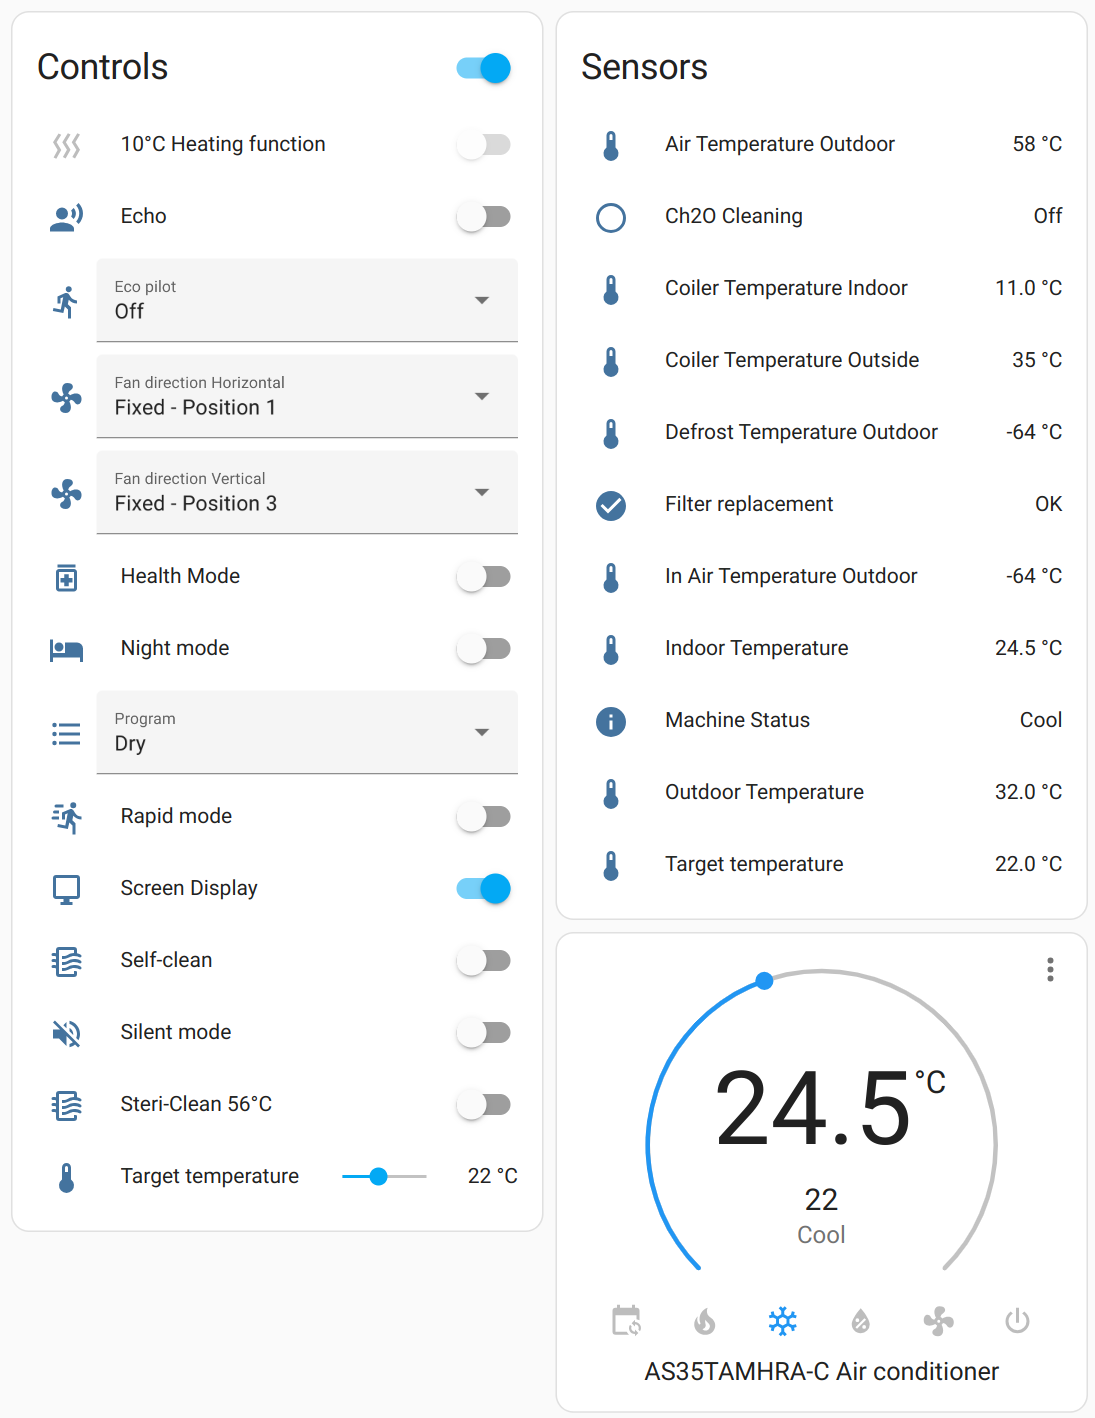 Controls
10°C Heating function
Echo
Eco pilot
Off
Fan direction Horizontal
Fixed - Position 1
Fan direction Vertical
Fixed - Position 3
Health Mode
Night mode
Program
Dry
Rapid mode
Screen Display
Self-clean
Silent mode
Steri-Clean 56°C
Target temperature 22 °C
Sensors
Air Temperature Outdoor 58 °C
Ch2O Cleaning Off
Coiler Temperature Indoor 11.0 °C
Coiler Temperature Outside 35 °C
Defrost Temperature Outdoor -64 °C
Filter replacement OK
In Air Temperature Outdoor -64 °C
Indoor Temperature 24.5 °C
Machine Status Cool
Outdoor Temperature 32.0 °C
Target temperature 22.0 °C
24.5 °C
22
Cool
AS35TAMHRA-C Air conditioner